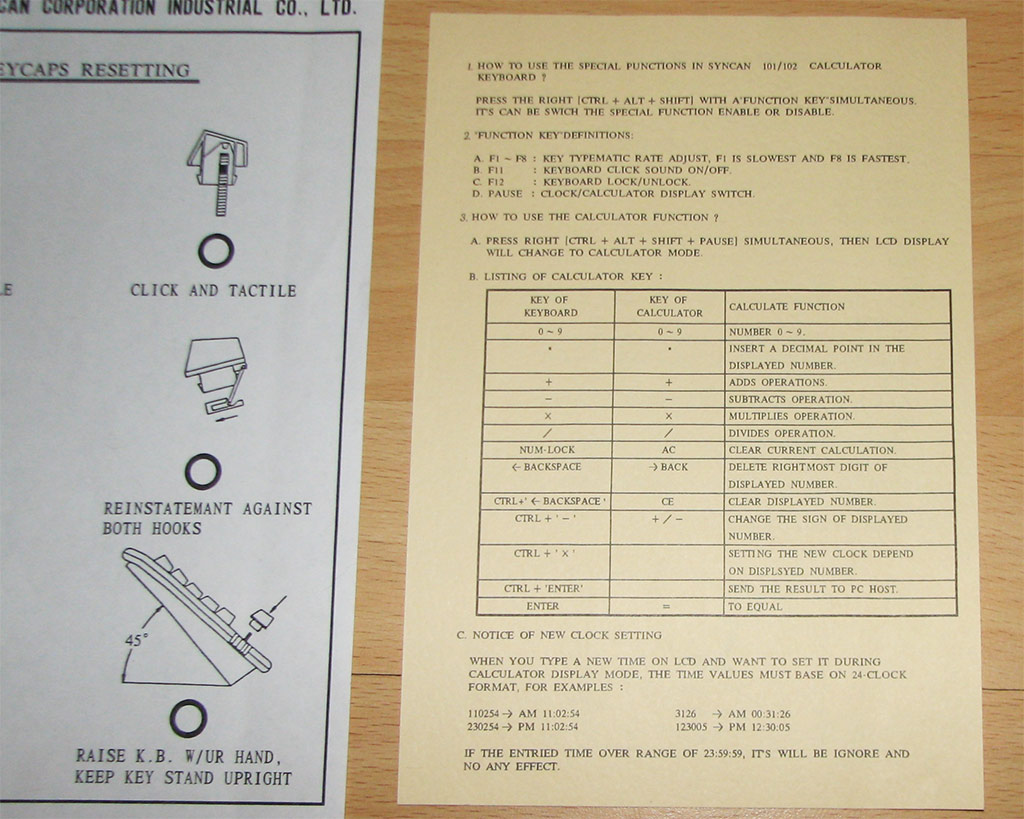 CAN CORPORATION INDUSTRIAL CO., LTD.
EYCAPS RESETTING
E
CLICK AND TACTILE
REINSTATEMANT AGAINST
BOTH HOOKS
45°
RAISE K.B. W/UR HAND,
KEEP KEY STAND UPRIGHT
1. HOW TO USE THE SPECIAL PUNCTIONS IN SYNCAN 101/102 CALCULATOR
KEYBOARD ?
PRESS THE RIGHT [CTRL + ALT + SHIFT] WITH A"FUNCTION KEY"SIMULTANEOUS.
IT'S CAN BE SWICH THE SPECIAL FUNCTION ENABLE OR DISABLE.
2. "FUNCTION KEY"DEFINITIONS:
A. F1 ~ F8 : KEY TYPEMATIC RATE ADJUST, F1 IS SLOWEST AND F8 IS FASTEST.
B. F11 : KEYBOARD CLICK SOUND ON/OFF.
C. F12 : KEYBOARD LOCK/UNLOCK.
D. PAUSE : CLOCK/CALCULATOR DISPLAY SWITCH.
3. HOW TO USE THE CALCULATOR FUNCTION ?
A. PRESS RIGHT [CTRL + ALT + SHIFT + PAUSE] SIMULTANEOUS, THEN LCD DISPLAY
WILL CHANGE TO CALCULATOR MODE.
B. LISTING OF CALCULATOR KEY :
KEY OF KEYBOARD KEY OF CALCULATOR CALCULATE FUNCTION
0 ~ 9 0 ~ 9 NUMBER 0 ~ 9.
• • INSERT A DECIMAL POINT IN THE
DISPLAYED NUMBER.
+ + ADDS OPERATIONS.
− − SUBTRACTS OPERATION.
× × MULTIPLIES OPERATION.
/ / DIVIDES OPERATION.
NUM-LOCK AC CLEAR CURRENT CALCULATION.
← BACKSPACE → BACK DELETE RIGHTMOST DIGIT OF
DISPLAYED NUMBER.
CTRL+' ← BACKSPACE ' CE CLEAR DISPLAYED NUMBER.
CTRL + ' − ' + / − CHANGE THE SIGN OF DISPLAYED
NUMBER.
CTRL + ' × ' SETTING THE NEW CLOCK DEPEND
ON DISPLSYED NUMBER.
CTRL + 'ENTER' SEND THE RESULT TO PC HOST.
ENTER = TO EQUAL
C. NOTICE OF NEW CLOCK SETTING
WHEN YOU TYPE A NEW TIME ON LCD AND WANT TO SET IT DURING
CALCULATOR DISPLAY MODE, THE TIME VALUES MUST BASE ON 24-CLOCK
FORMAT, FOR EXAMPLES :
110254 → AM 11:02:54 3126 → AM 00:31:26
230254 → PM 11:02:54 123005 → PM 12:30:05
IF THE ENTRIED TIME OVER RANGE OF 23:59:59, IT'S WILL BE IGNORE AND
NO ANY EFFECT.